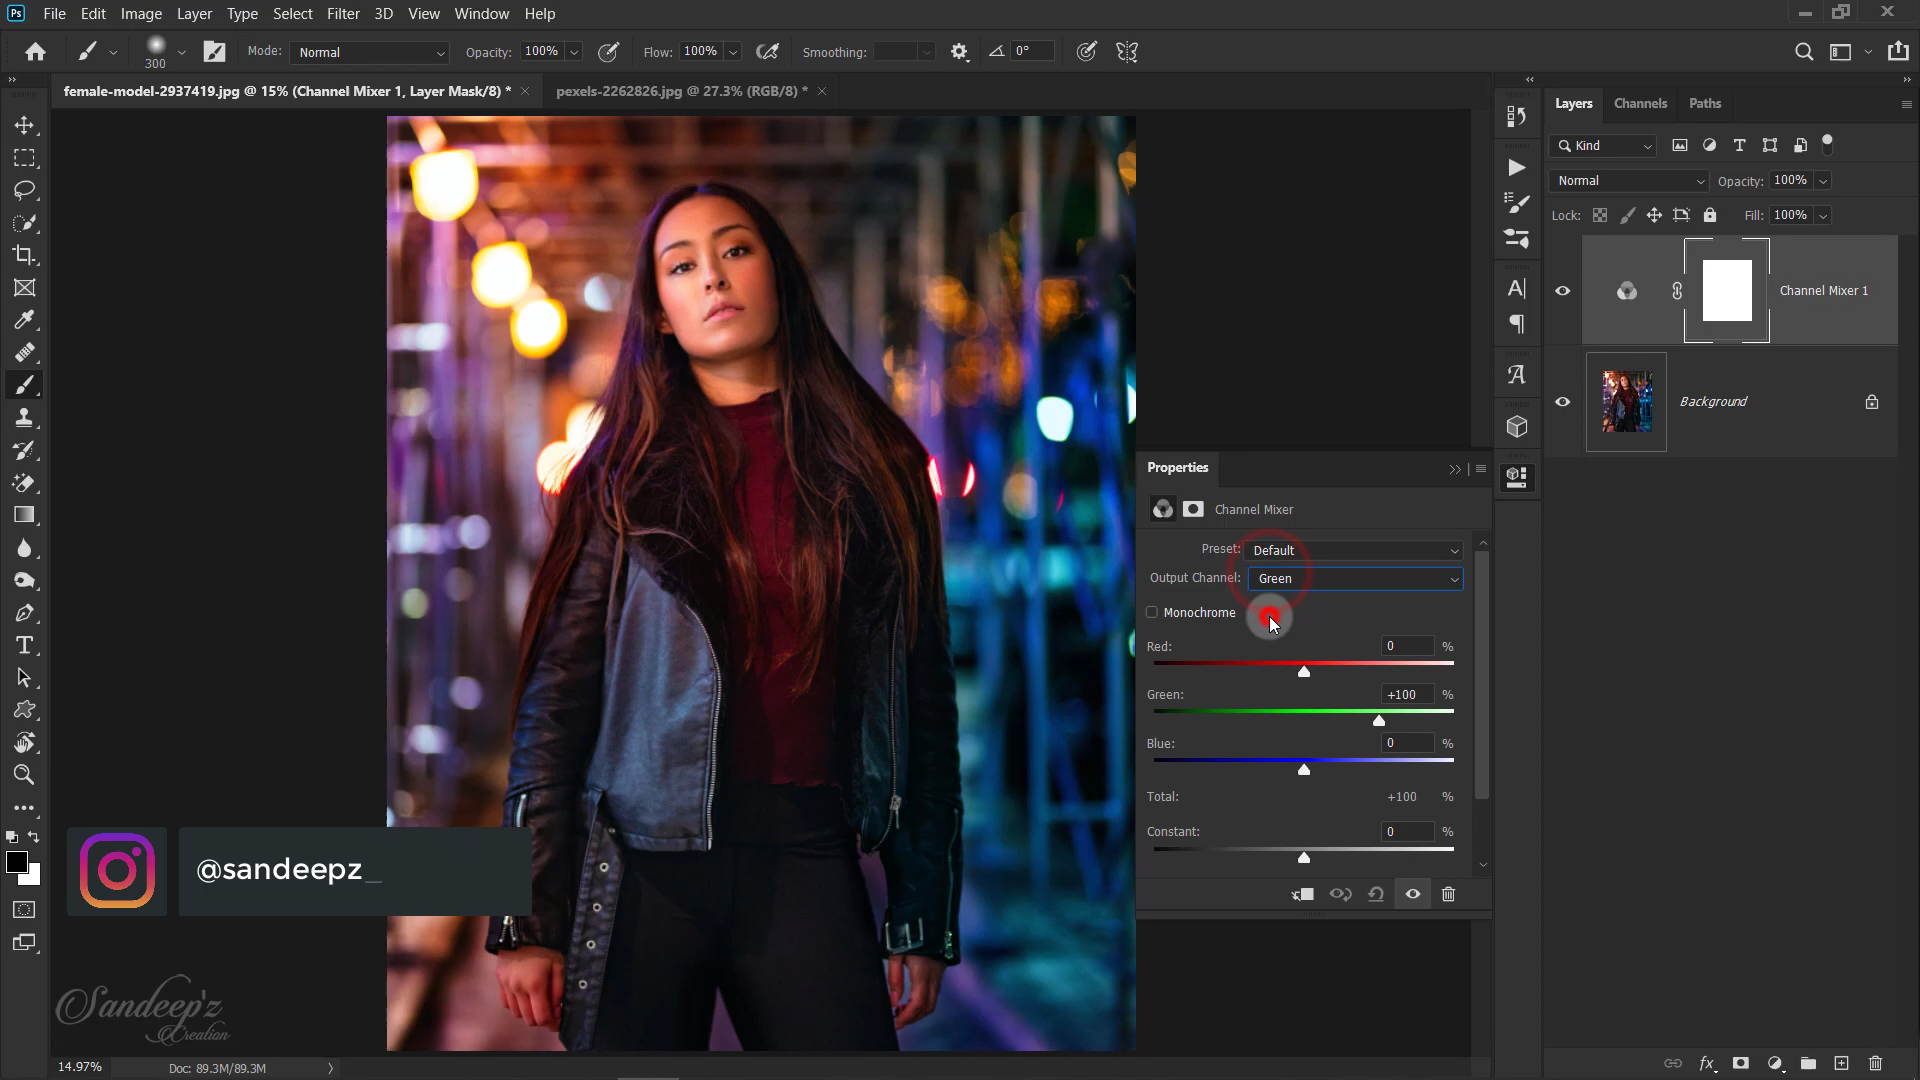 Ps File Edit Image Layer Type Select Filter 3D View Window Help
300 Mode: Normal Opacity: 100% Flow: 100% Smoothing: 0°
female-model-2937419.jpg @ 15% (Channel Mixer 1, Layer Mask/8) * pexels-2262826.jpg @ 27.3% (RGB/8) *
Layers Channels Paths
Kind
Normal Opacity: 100%
Lock: Fill: 100%
Channel Mixer 1
Background
Properties
Channel Mixer
Preset: Default
Output Channel: Green
Monochrome
Red: 0 %
Green: +100 %
Blue: 0 %
Total: +100 %
Constant: 0 %
@sandeepz_
Sandeep'z
Creation
14.97% Doc: 89.3M/89.3M